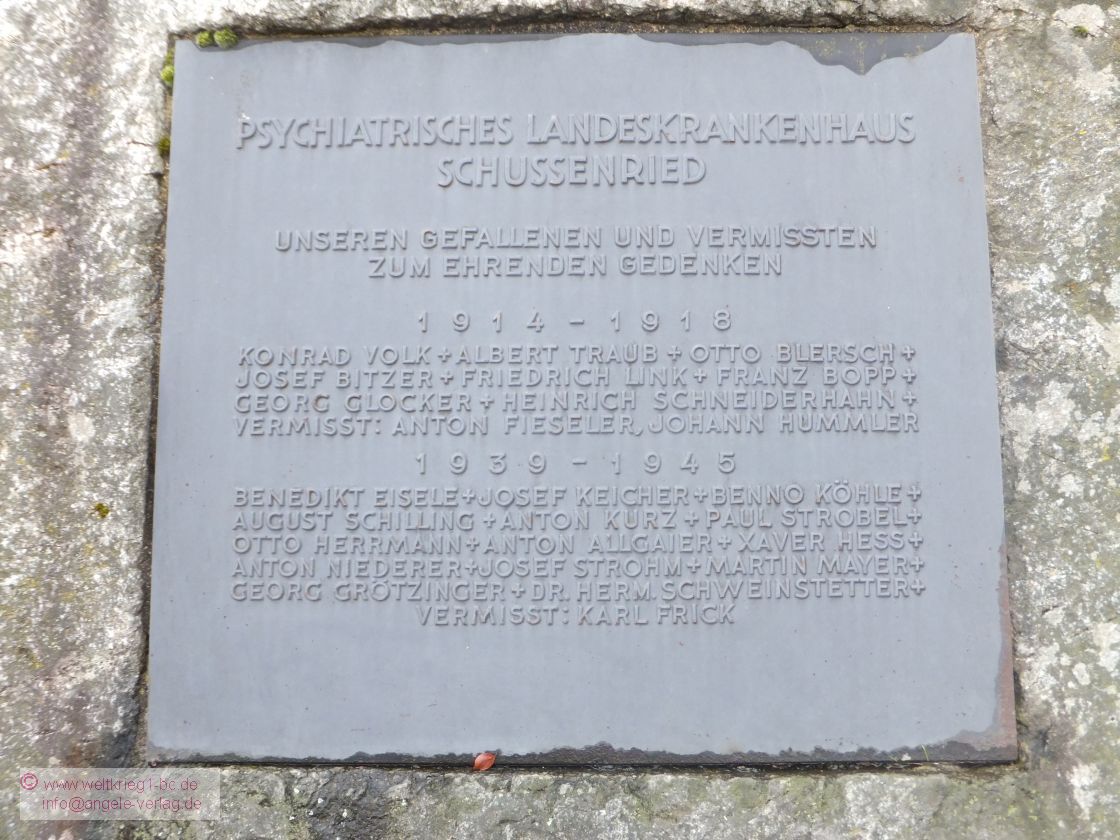 PSYCHIATRISCHES LANDESKRANKENHAUS
SCHUSSENRIED
UNSEREN GEFALLENEN UND VERMISSTEN
ZUM EHRENDEN GEDENKEN
1914 - 1918
KONRAD VOLK + ALBERT TRAUB + OTTO BLERSCH +
JOSEF BITZER + FRIEDRICH LINK + FRANZ BOPP +
GEORG GLOCKER + HEINRICH SCHNEIDERHAHN +
VERMISST: ANTON FIESELER, JOHANN HUMMLER
1939 - 1945
BENEDIKT EISELE + JOSEF KEICHER + BENNO KÖHLE +
AUGUST SCHILLING + ANTON KURZ + PAUL STROBEL +
OTTO HERRMANN + ANTON ALLGAIER + XAVER HESS +
ANTON NIEDERER + JOSEF STROHM + MARTIN MAYER +
GEORG GRÖTZINGER + DR. HERM. SCHWEINSTETTER +
VERMISST: KARL FRICK
© www.weltkrieg1-bc.de
info@angele-verlag.de